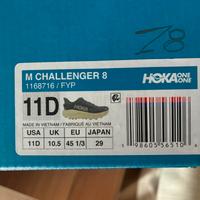 Z8
M CHALLENGER 8
1168716 / FYP
HOKA ONE ONE
11D
MADE IN VIETNAM / FABRIQUÉ AU VIETNAM
USA UK EU JAPAN
11D 10.5 45 1/3 29